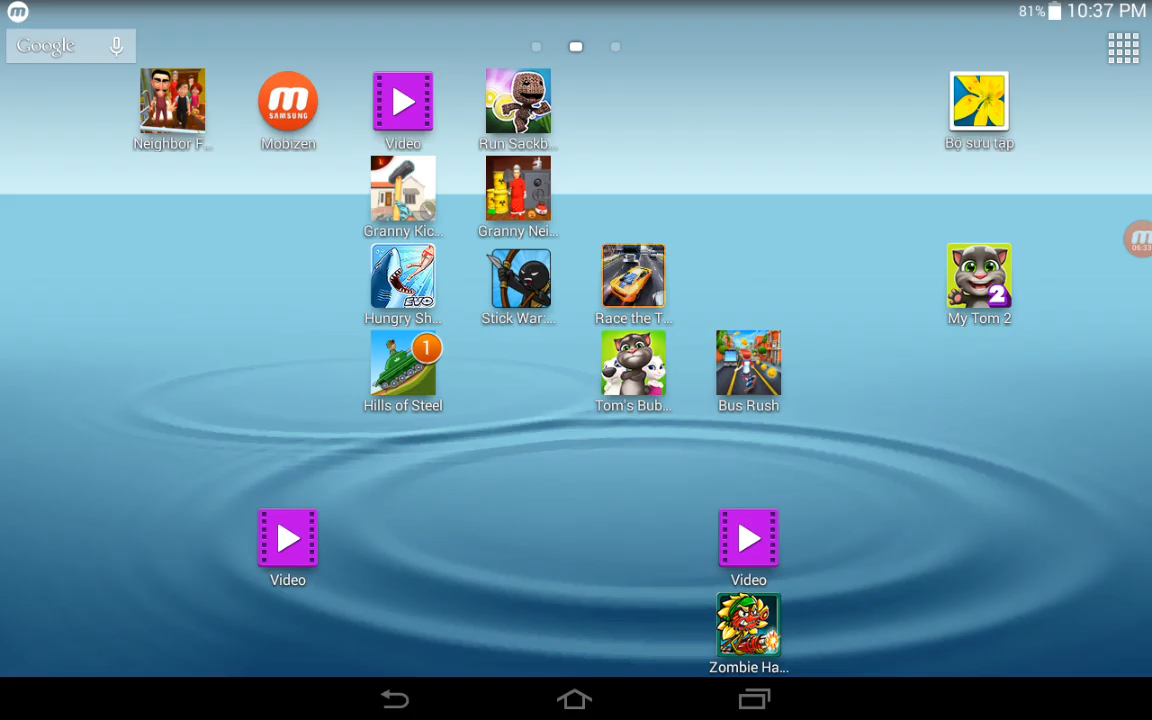 81% 10:37 PM
Google
Neighbor F...
m SAMSUNG
Mobizen
Video
Run Sackb...
Bộ sưu tập
Granny Kic...
Granny Nei...
m 06:33
EVO
Hungry Sh...
Stick War:...
Race the T...
2
My Tom 2
1
Hills of Steel
Tom's Bub...
Bus Rush
Video
Video
Zombie Ha...